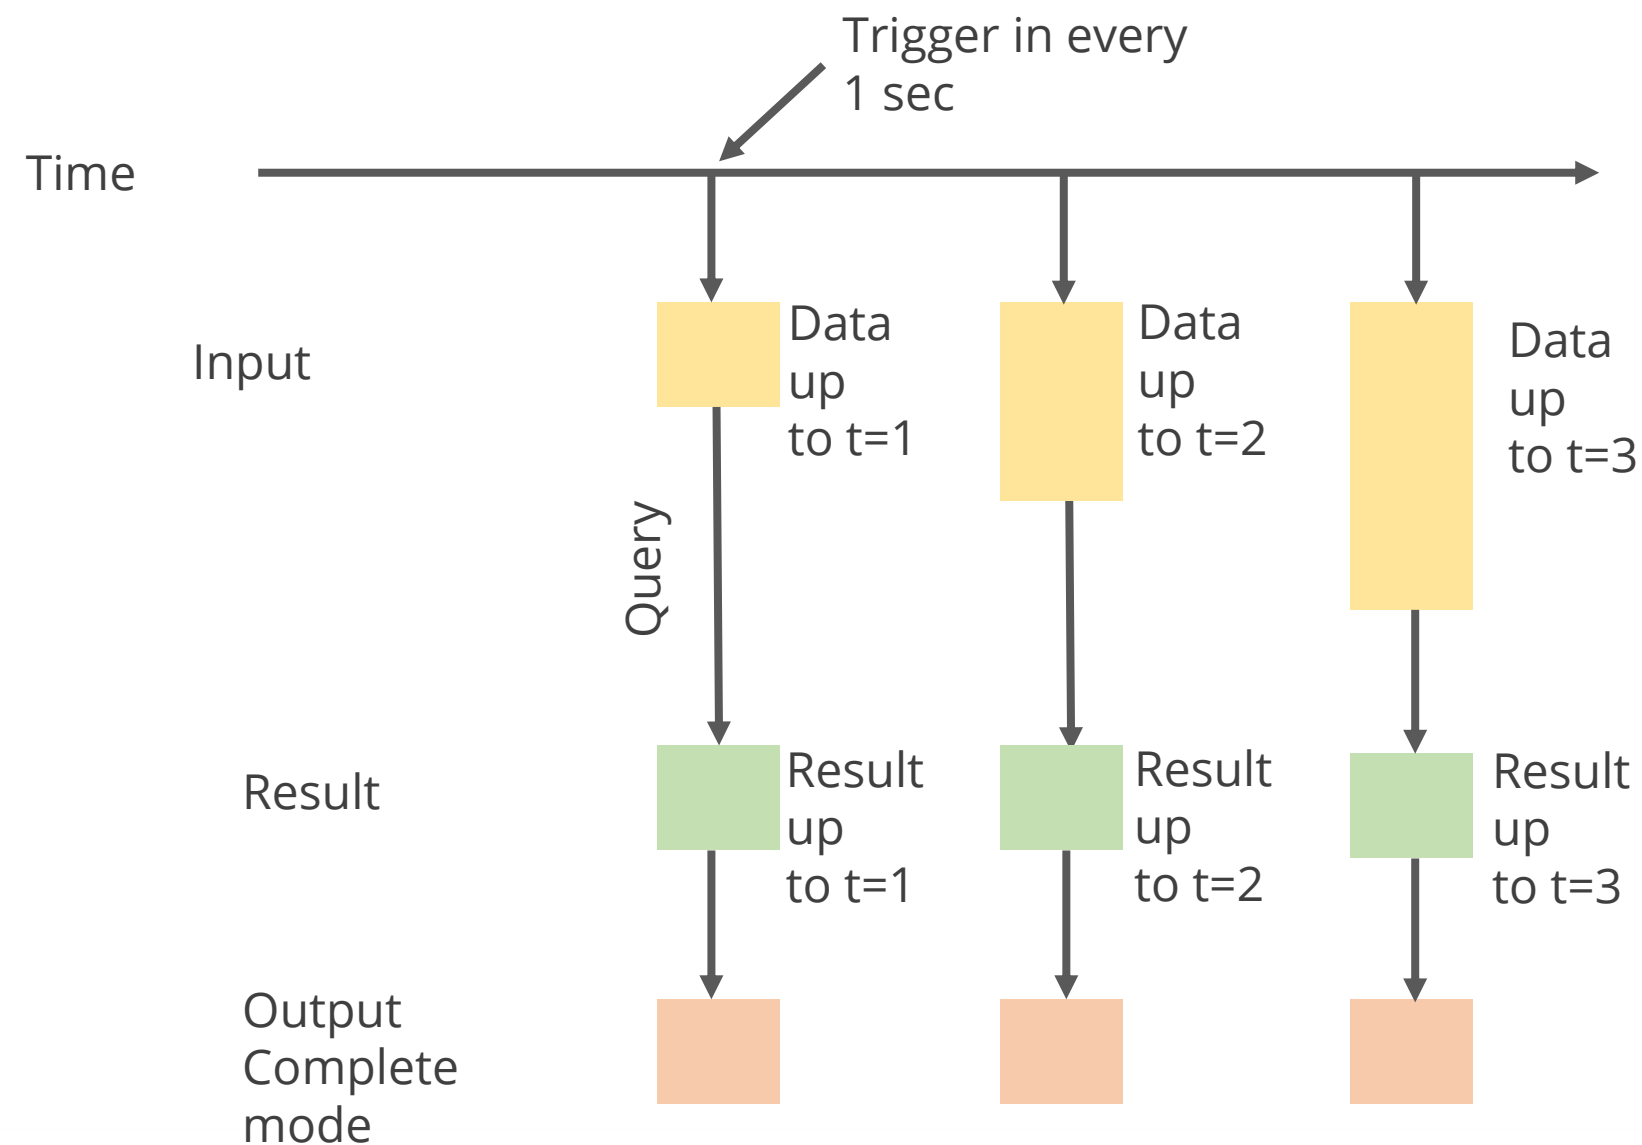 Trigger in every
1 sec
Time
Input
Data
up
to t=1
Data
up
to t=2
Data
up
to t=3
Query
Result
Result
up
to t=1
Result
up
to t=2
Result
up
to t=3
Output
Complete
mode